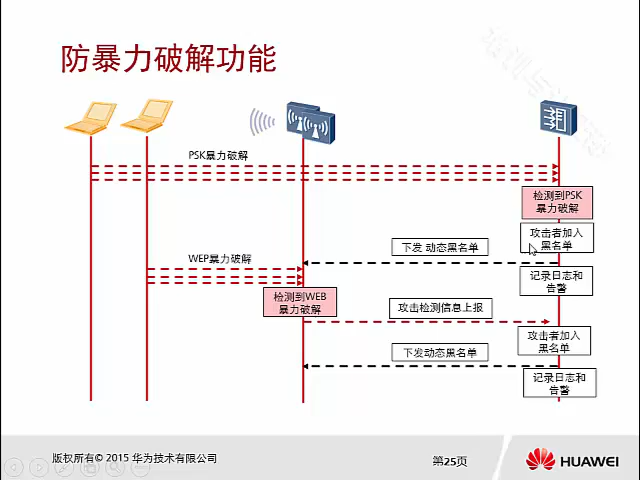 防暴力破解功能
PSK暴力破解
检测到PSK
暴力破解
攻击者加入
黑名单
下发 动态黑名单
WEP暴力破解
记录日志和
告警
检测到WEB
暴力破解
攻击检测信息上报
攻击者加入
黑名单
下发动态黑名单
记录日志和
告警
版权所有© 2015 华为技术有限公司
第25页
HUAWEI